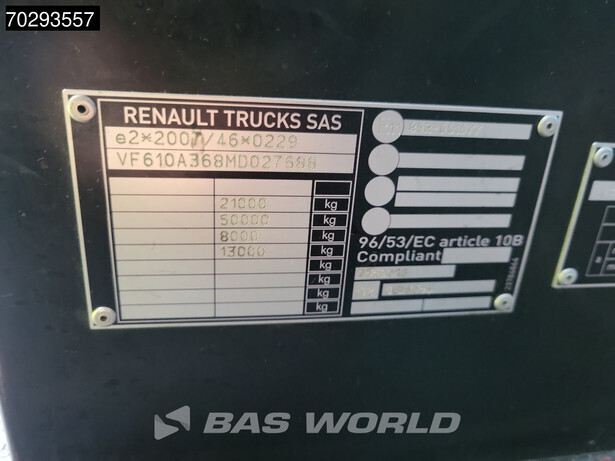 70293557
RENAULT TRUCKS SAS
e2*2007/46*0229
VF610A368MD027688
kg
21000 kg
50000 kg
8000 kg
13000 kg
kg
kg
kg
96/53/EC article 10B
Compliant
BAS WORLD